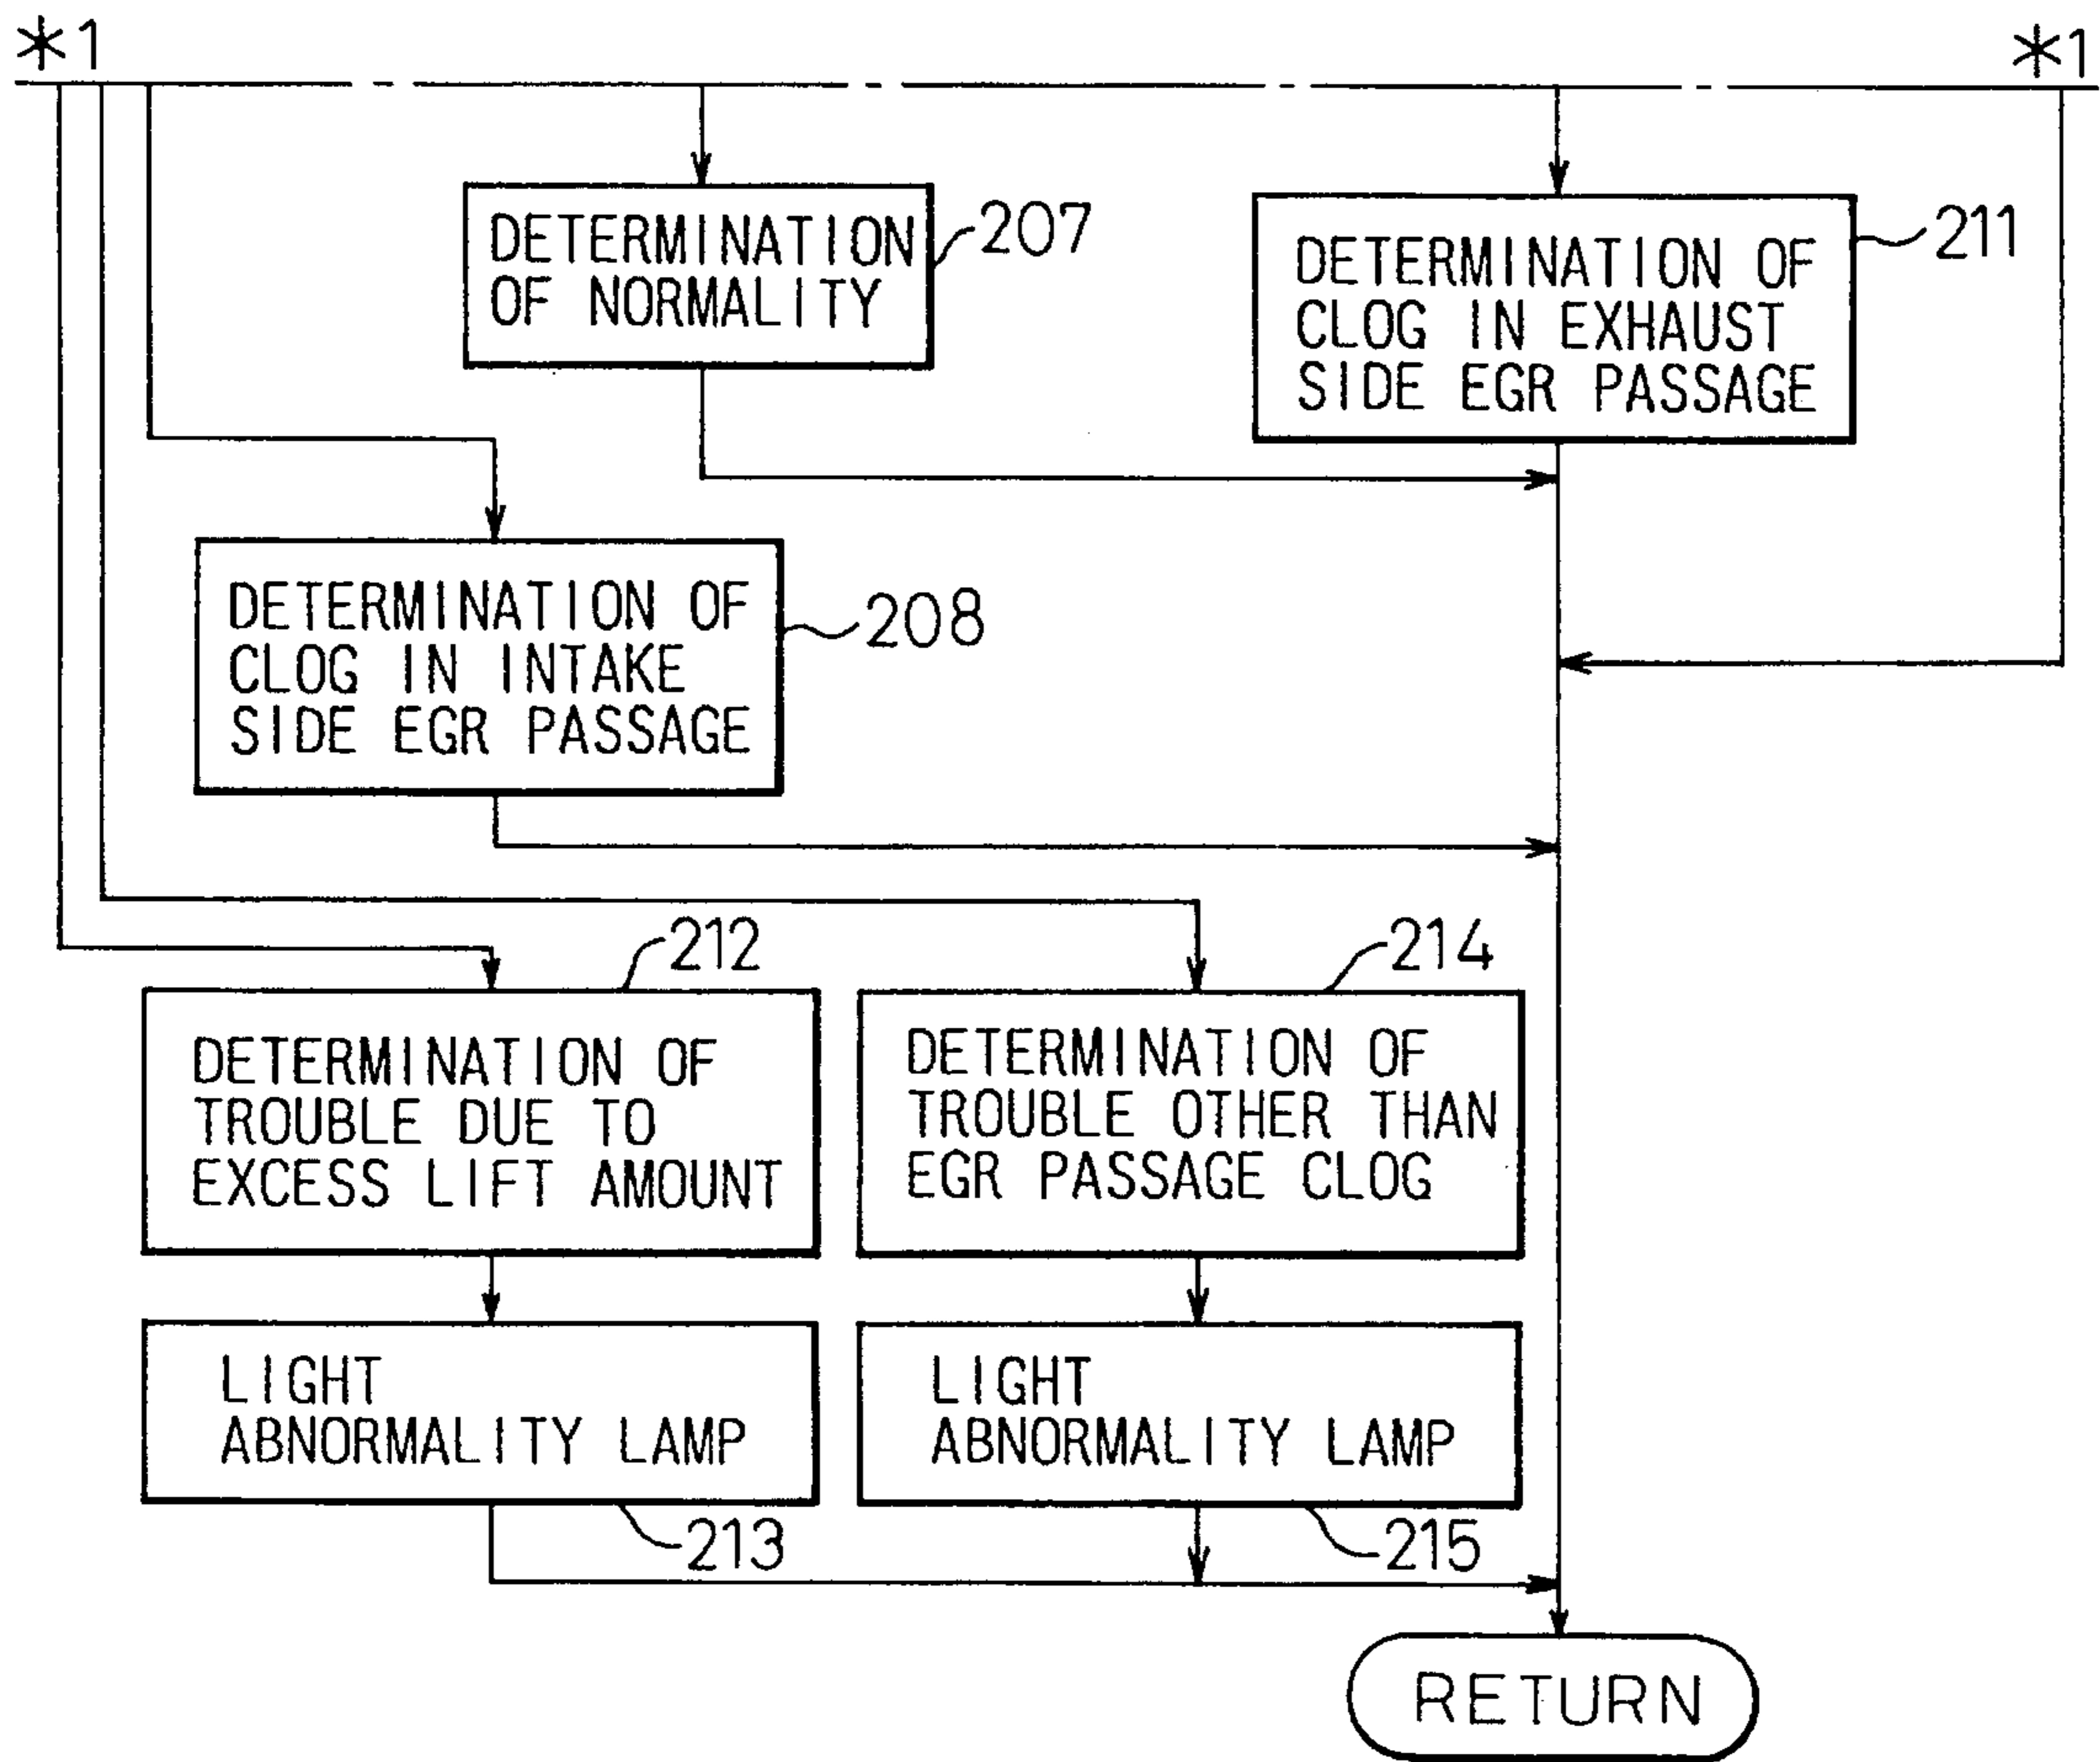 *1
*1
DETERMINATION
OF NORMALITY
207
DETERMINATION OF
CLOG IN EXHAUST
SIDE EGR PASSAGE
211
DETERMINATION OF
CLOG IN INTAKE
SIDE EGR PASSAGE
208
212
DETERMINATION OF
TROUBLE DUE TO
EXCESS LIFT AMOUNT
214
DETERMINATION OF
TROUBLE OTHER THAN
EGR PASSAGE CLOG
LIGHT
ABNORMALITY LAMP
213
LIGHT
ABNORMALITY LAMP
215
RETURN